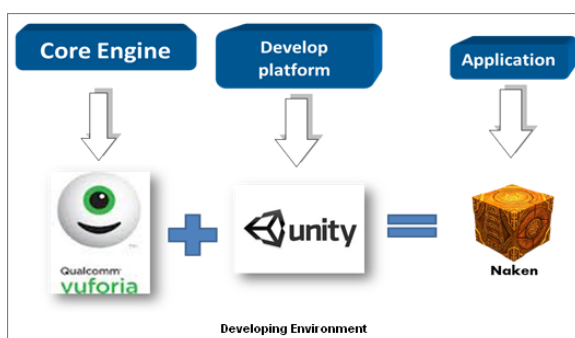 Core Engine
Develop
platform
Application
Qualcomm
vuforia
unity
Naken
Developing Environment